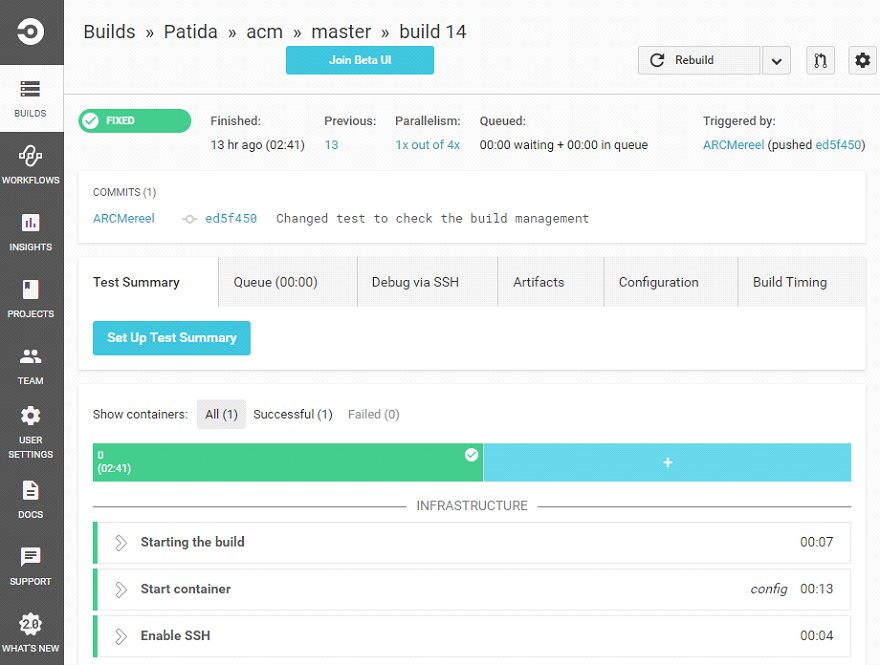 Builds » Patida » acm » master » build 14
Join Beta UI
Rebuild
BUILDS
WORKFLOWS
INSIGHTS
PROJECTS
TEAM
USER
SETTINGS
DOCS
SUPPORT
2.0
WHAT'S NEW
FIXED
Finished:
13 hr ago (02:41)
Previous:
13
Parallelism:
1x out of 4x
Queued:
00:00 waiting + 00:00 in queue
Triggered by:
ARCMereel (pushed ed5f450)
COMMITS (1)
ARCMereel ed5f450 Changed test to check the build management
Test Summary
Queue (00:00)
Debug via SSH
Artifacts
Configuration
Build Timing
Set Up Test Summary
Show containers: All (1) Successful (1) Failed (0)
0
(02:41)
+
INFRASTRUCTURE
Starting the build 00:07
Start container config 00:13
Enable SSH 00:04